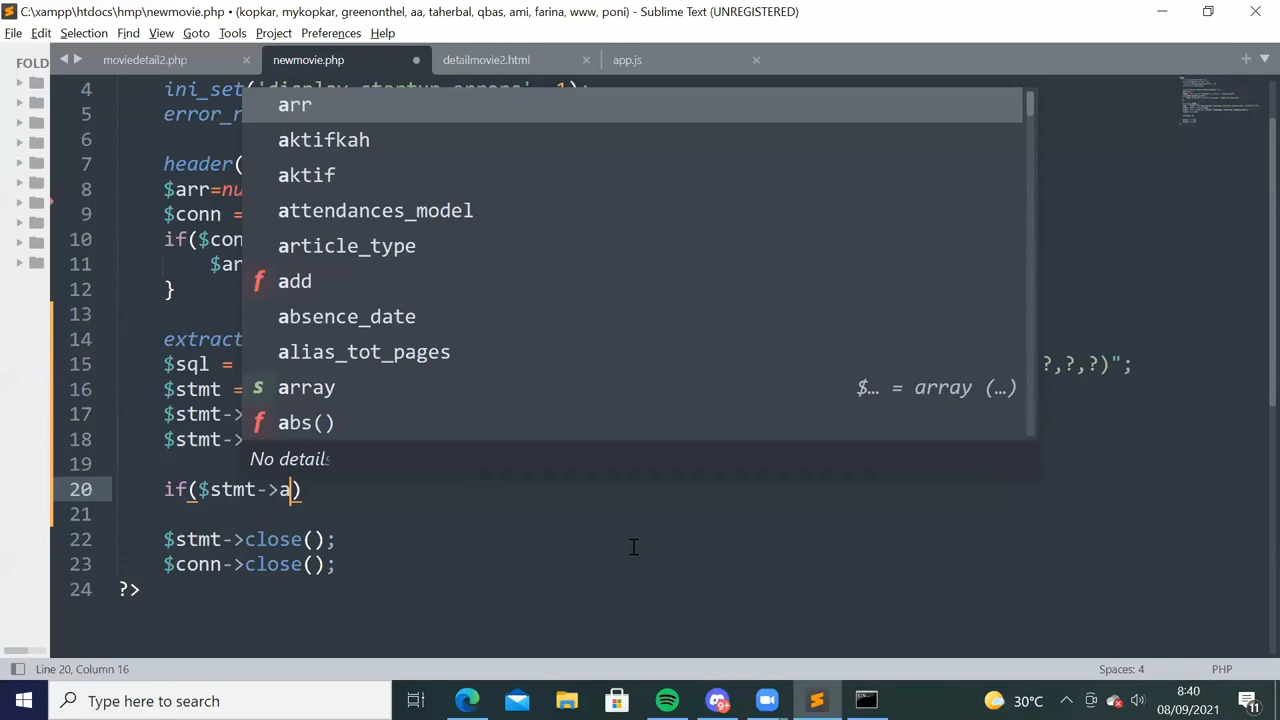 C:\xampp\htdocs\hmp\newmovie.php • (kopkar, mykopkar, greenonthel, aa, taherbal, qbas, ami, farina, www, poni) - Sublime Text (UNREGISTERED)
File Edit Selection Find View Goto Tools Project Preferences Help
FOLD
moviedetail2.php × newmovie.php • detailmovie2.html × app.js ×
4 ini_set('display_startup_errors', 1);
5 error_r
6
7 header(
8 $arr=nu
9 $conn =
10 if($con
11 $ar
12 }
13
14 extract
15 $sql = ?,?,?)";
16 $stmt =
17 $stmt->
18 $stmt->
19
20 if($stmt->a)
21
22 $stmt->close();
23 $conn->close();
24 ?>
arr
aktifkah
aktif
attendances_model
article_type
f add
absence_date
alias_tot_pages
s array $… = array (…)
f abs()
No details
Line 20, Column 16 Spaces: 4 PHP
Type here to search
9+
30°C
8:40
08/09/2021
11